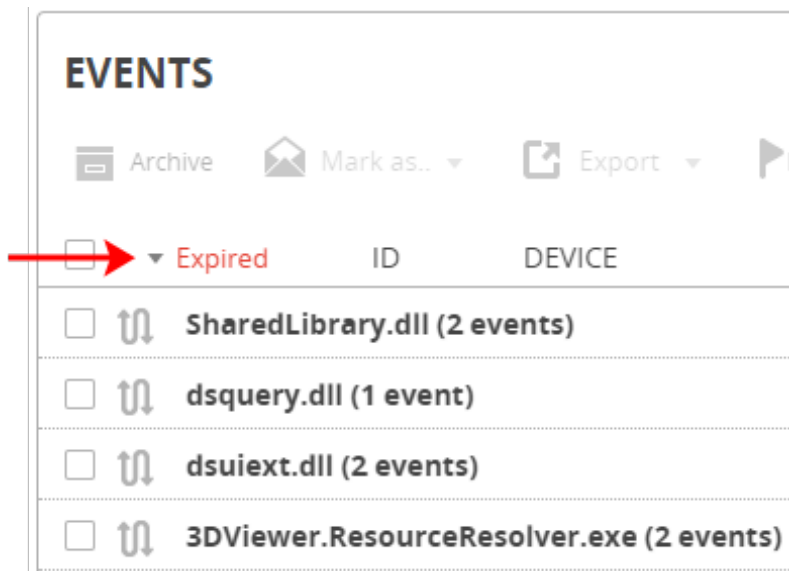 EVENTS
Archive Mark as.. Export
Expired ID DEVICE
SharedLibrary.dll (2 events)
dsquery.dll (1 event)
dsuiext.dll (2 events)
3DViewer.ResourceResolver.exe (2 events)